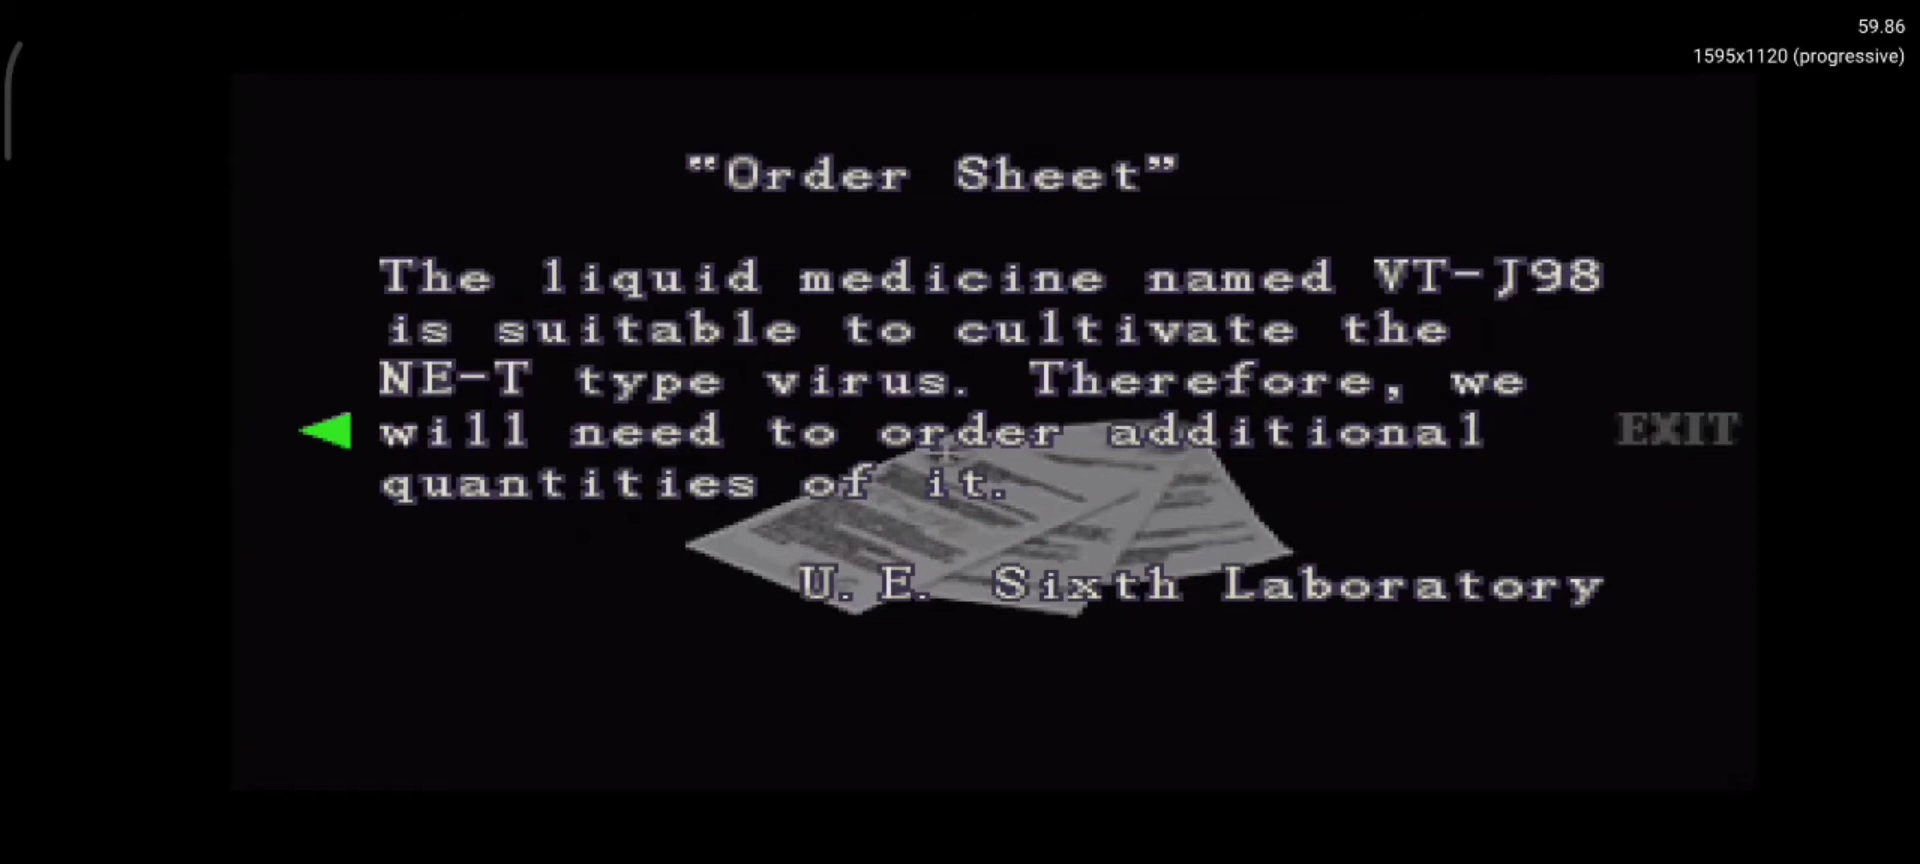 59.86
1595x1120 (progressive)
"Order Sheet"
The liquid medicine named VT-J98
is suitable to cultivate the
NE-T type virus. Therefore, we
will need to order additional
EXIT
quantities of it.
U.E. Sixth Laboratory